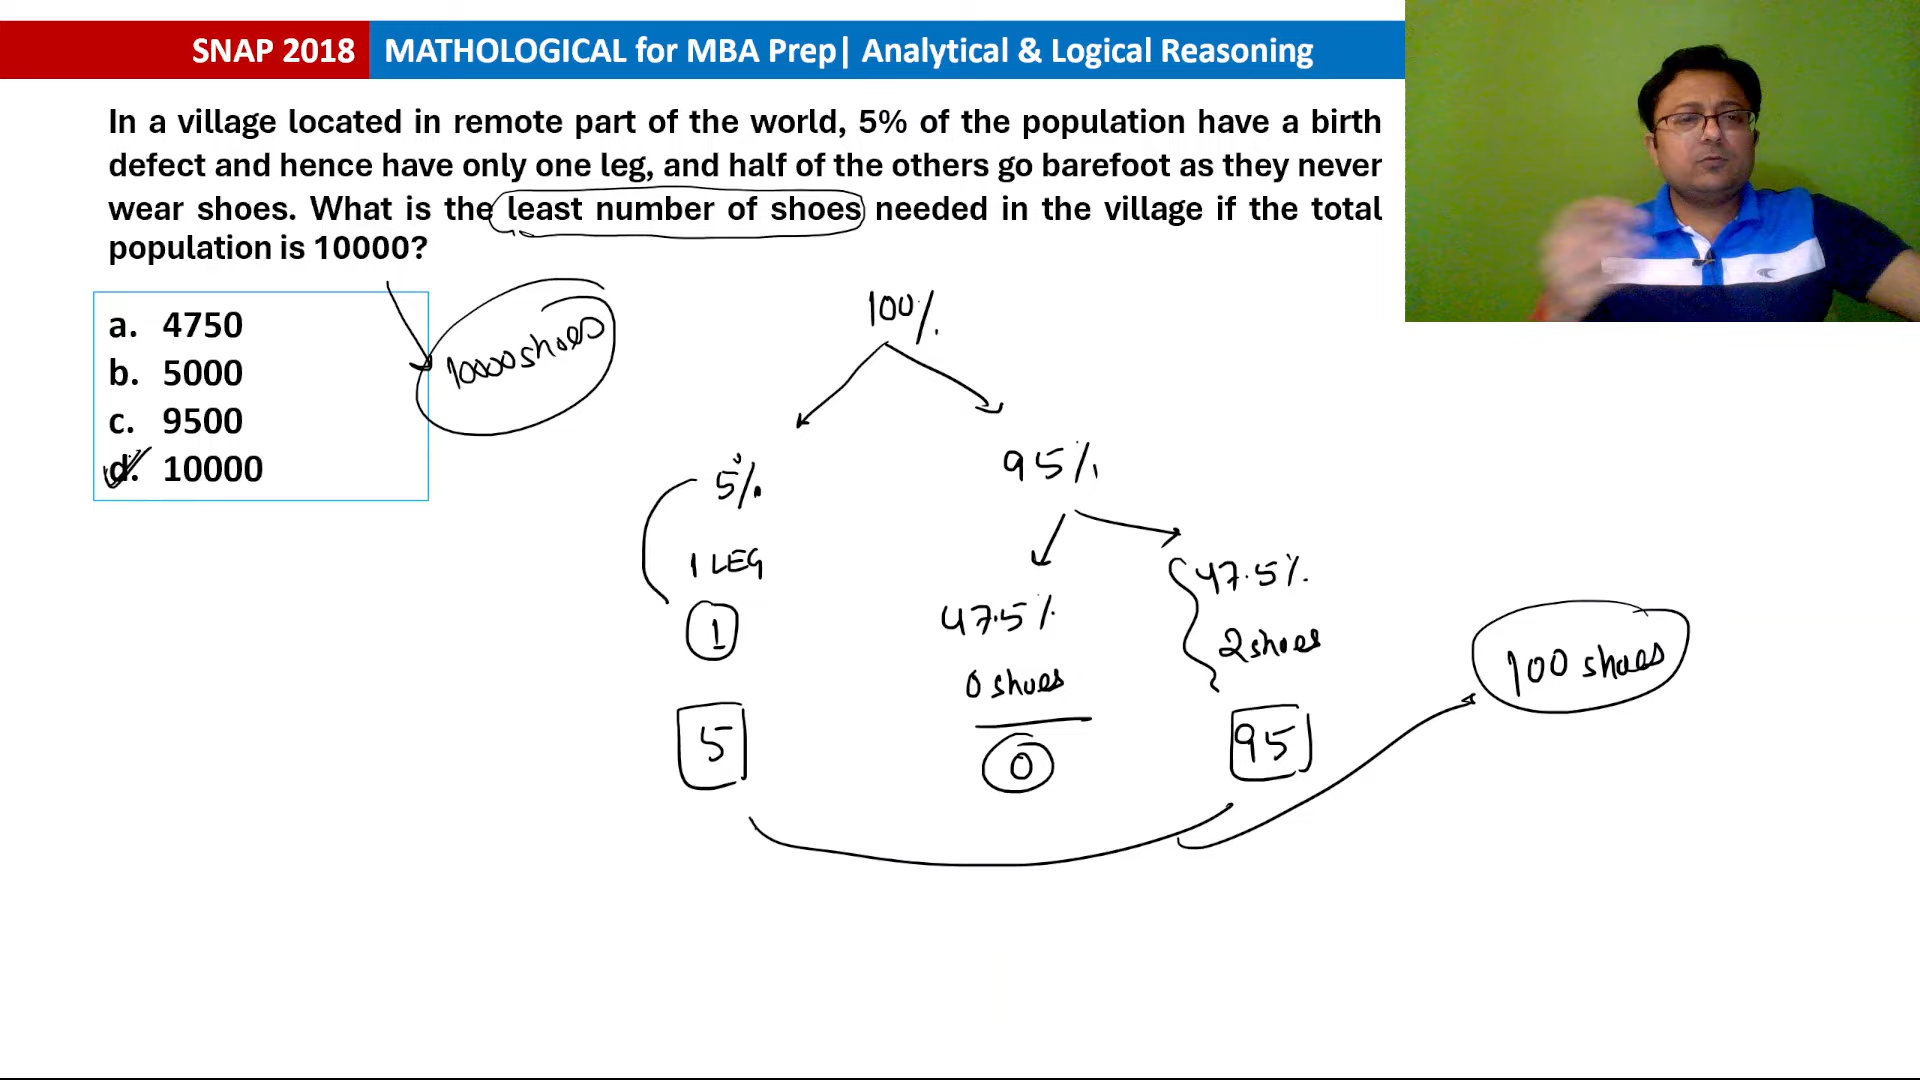 SNAP 2018 MATHOLOGICAL for MBA Prep| Analytical & Logical Reasoning
In a village located in remote part of the world, 5% of the population have a birth
defect and hence have only one leg, and half of the others go barefoot as they never
wear shoes. What is the least number of shoes needed in the village if the total
population is 10000?
a. 4750
b. 5000
c. 9500
d. 10000
10000 shoes
100%
5%
95%
1 LEG
1
5
47.5%
0 shoes
0
47.5%
2 shoes
95
100 shoes